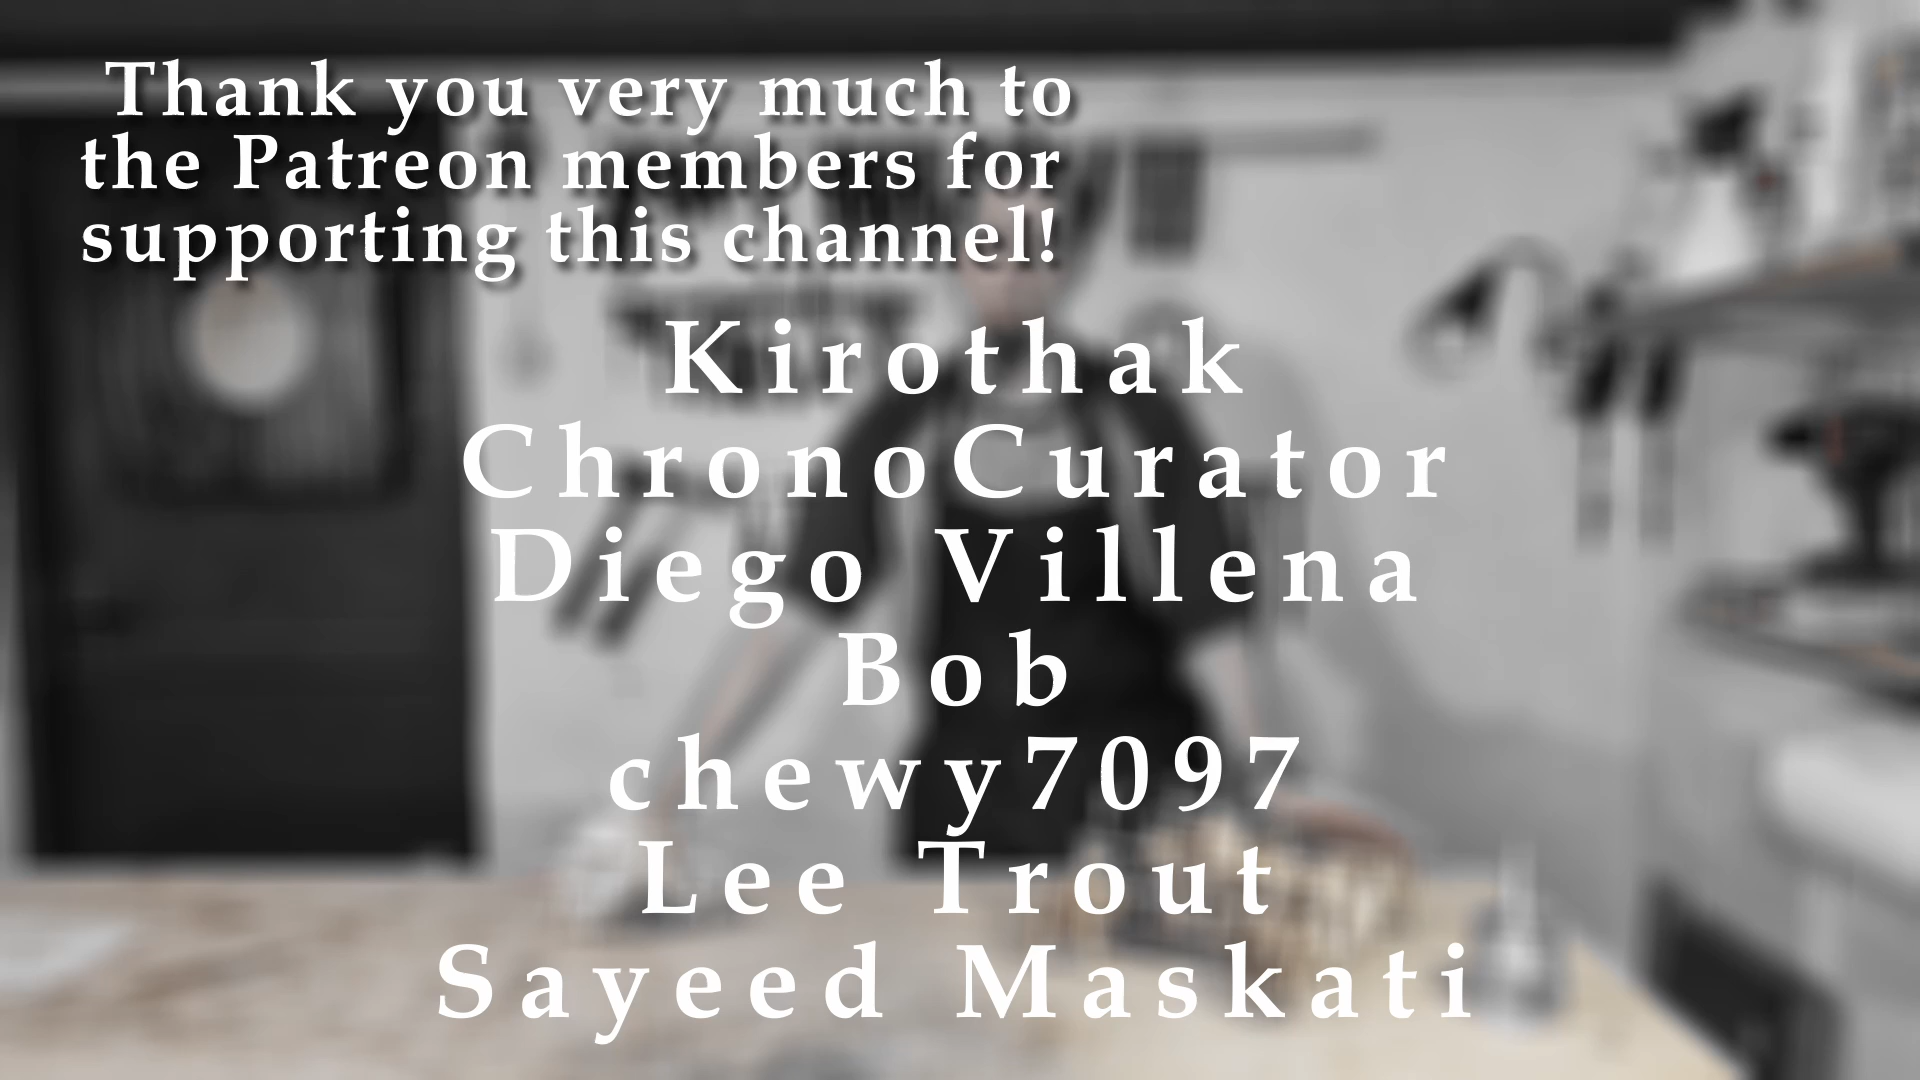 Thank you very much to
the Patreon members for
supporting this channel!
Kirothak
ChronoCurator
Diego Villena
Bob
chewy7097
Lee Trout
Sayeed Maskati